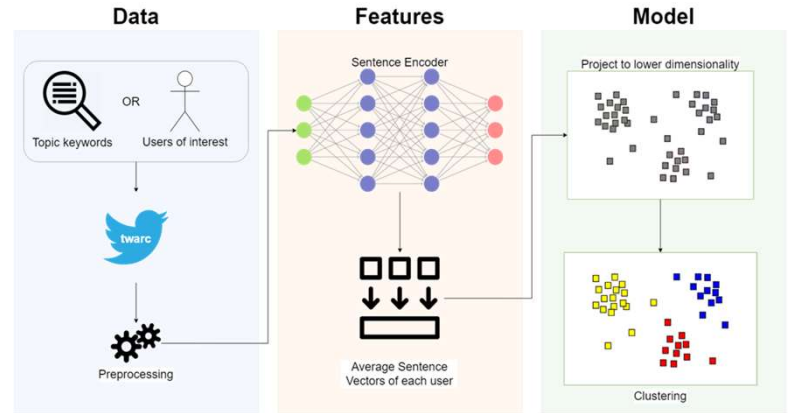 Data
Features
Model
Topic keywords
OR
Users of interest
twarc
Preprocessing
Sentence Encoder
Average Sentence
Vectors of each user
Project to lower dimensionality
Clustering